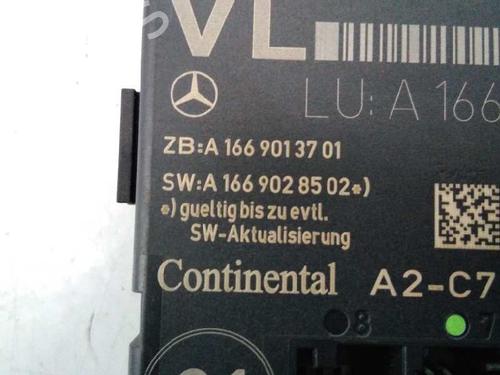 VL
LU: A 166
ZB: A 166 901 37 01
SW: A 166 902 85 02*)
*) gueltig bis zu evtl.
SW-Aktualisierung
Continental A2-C7
8 7